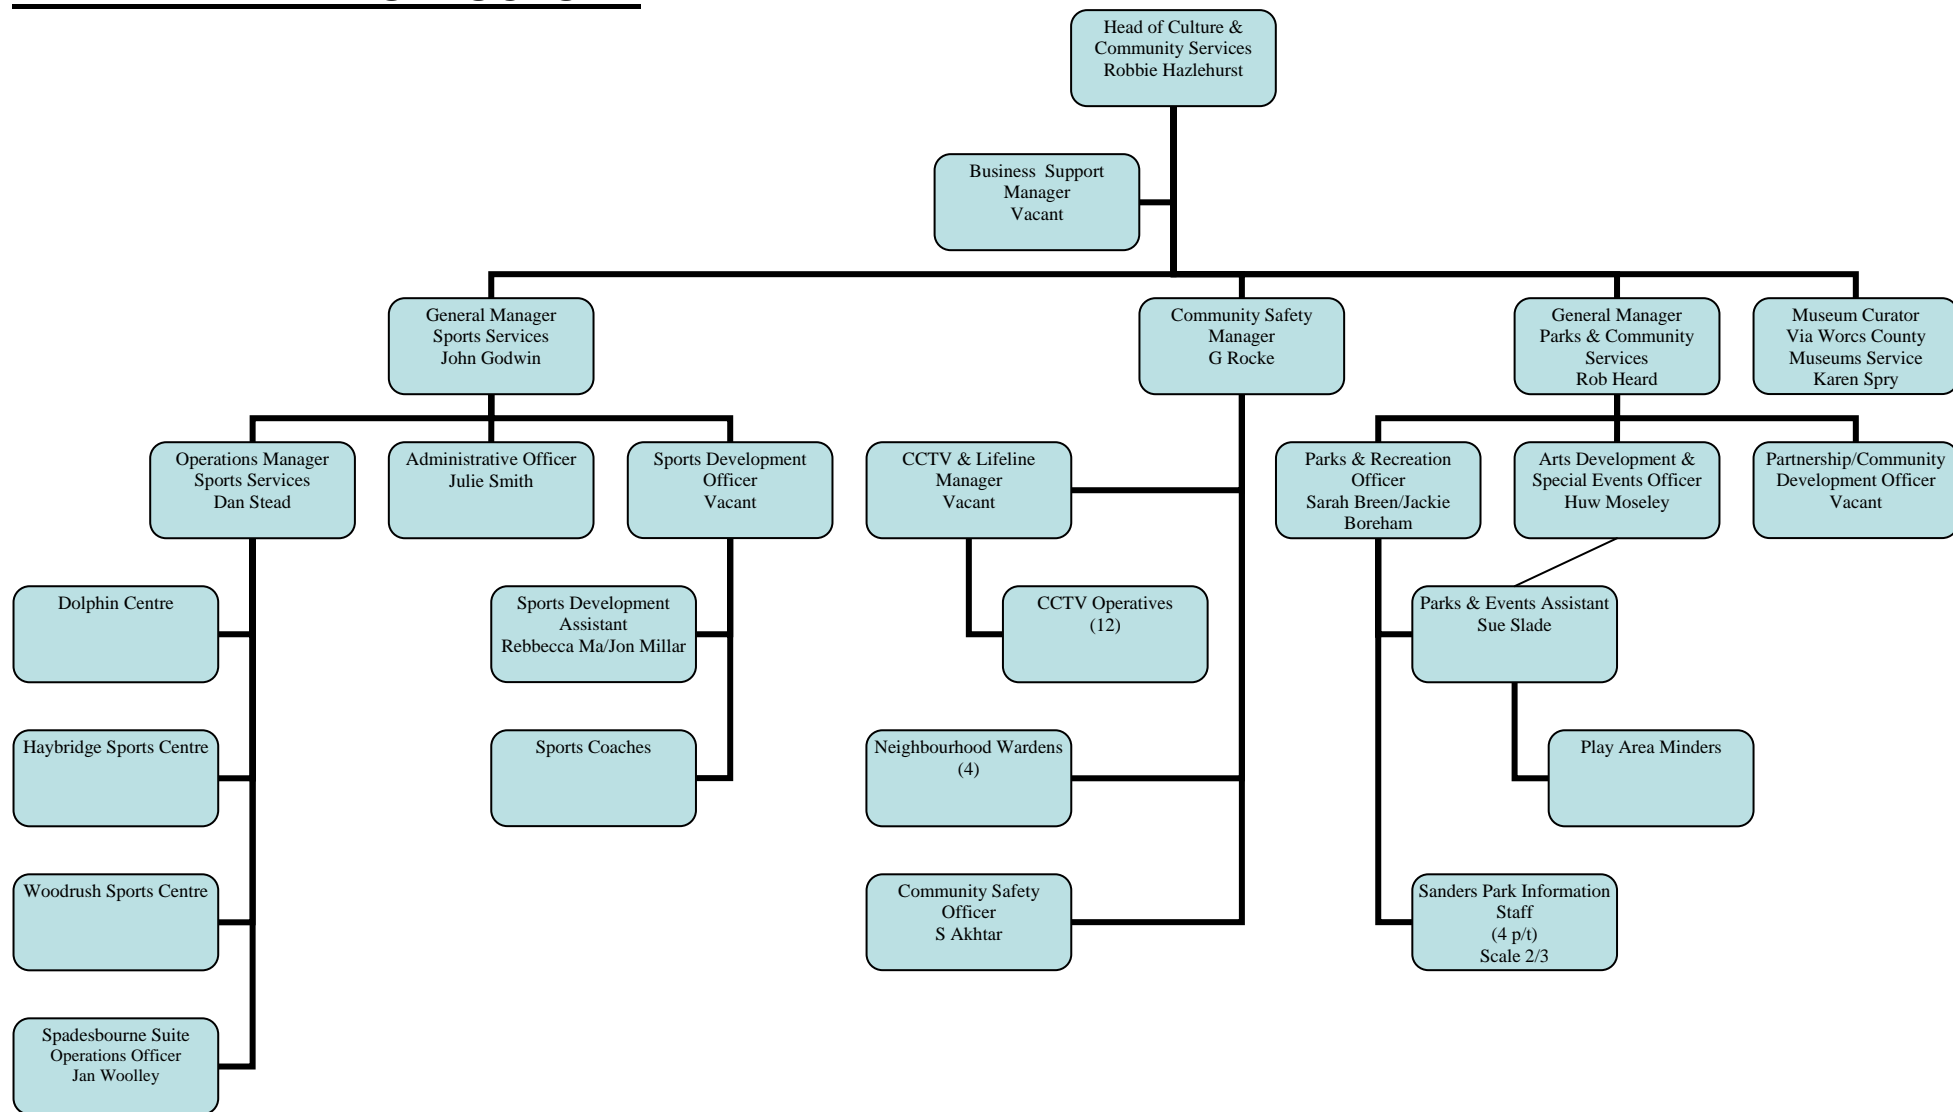 Head of Culture &
Community Services
Robbie Hazlehurst
Business Support
Manager
Vacant
General Manager
Sports Services
John Godwin
Community Safety
Manager
G Rocke
General Manager
Parks & Community
Services
Rob Heard
Museum Curator
Via Worcs County
Museums Service
Karen Spry
Operations Manager
Sports Services
Dan Stead
Administrative Officer
Julie Smith
Sports Development
Officer
Vacant
CCTV & Lifeline
Manager
Vacant
Parks & Recreation
Officer
Sarah Breen/Jackie
Boreham
Arts Development &
Special Events Officer
Huw Moseley
Partnership/Community
Development Officer
Vacant
Dolphin Centre
Sports Development
Assistant
Rebbecca Ma/Jon Millar
CCTV Operatives
(12)
Parks & Events Assistant
Sue Slade
Haybridge Sports Centre
Sports Coaches
Neighbourhood Wardens
(4)
Play Area Minders
Woodrush Sports Centre
Community Safety
Officer
S Akhtar
Sanders Park Information
Staff
(4 p/t)
Scale 2/3
Spadesbourne Suite
Operations Officer
Jan Woolley